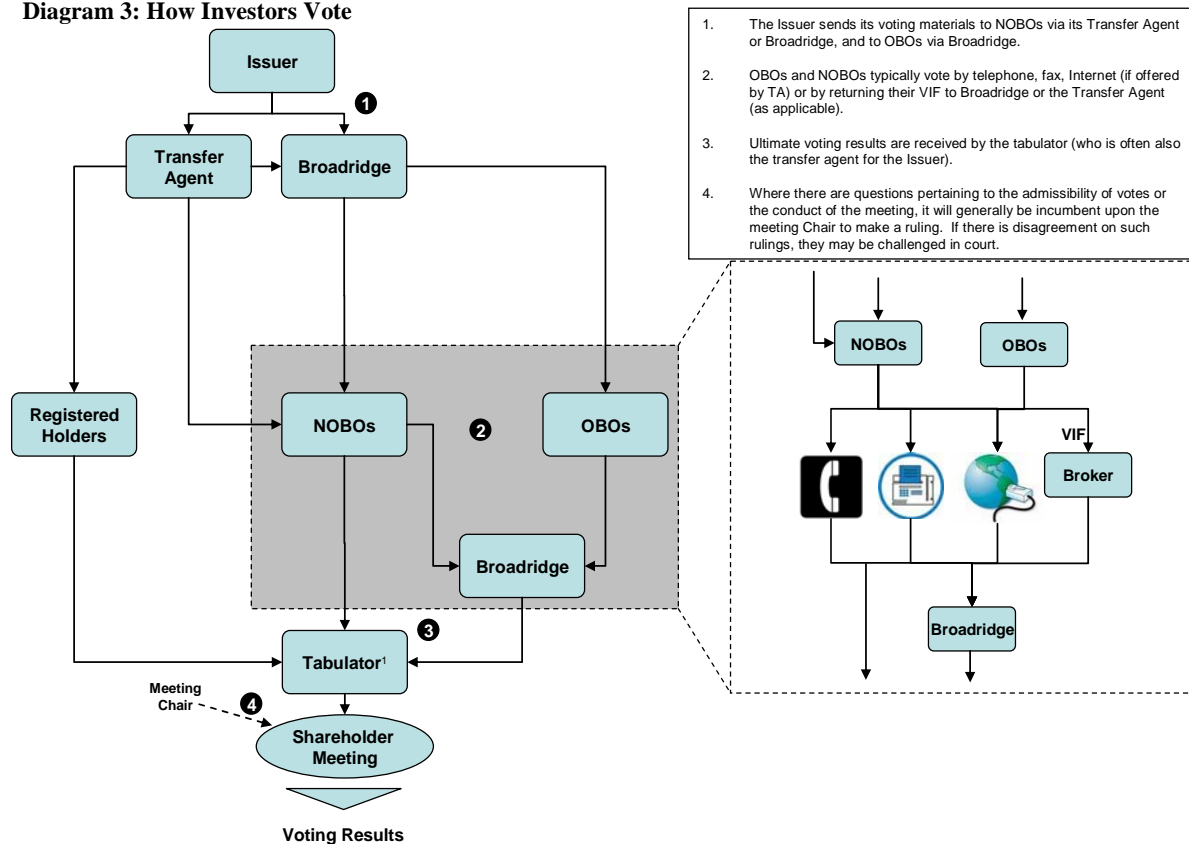 Diagram 3: How Investors Vote
Issuer
1
Transfer
Agent
Broadridge
Registered
Holders
NOBOs
2
OBOs
Broadridge
3
Tabulator¹
Meeting
Chair
4
Shareholder
Meeting
Voting Results
1. The Issuer sends its voting materials to NOBOs via its Transfer Agent
or Broadridge, and to OBOs via Broadridge.
2. OBOs and NOBOs typically vote by telephone, fax, Internet (if offered
by TA) or by returning their VIF to Broadridge or the Transfer Agent
(as applicable).
3. Ultimate voting results are received by the tabulator (who is often also
the transfer agent for the Issuer).
4. Where there are questions pertaining to the admissibility of votes or
the conduct of the meeting, it will generally be incumbent upon the
meeting Chair to make a ruling. If there is disagreement on such
rulings, they may be challenged in court.
NOBOs
OBOs
VIF
Broker
Broadridge